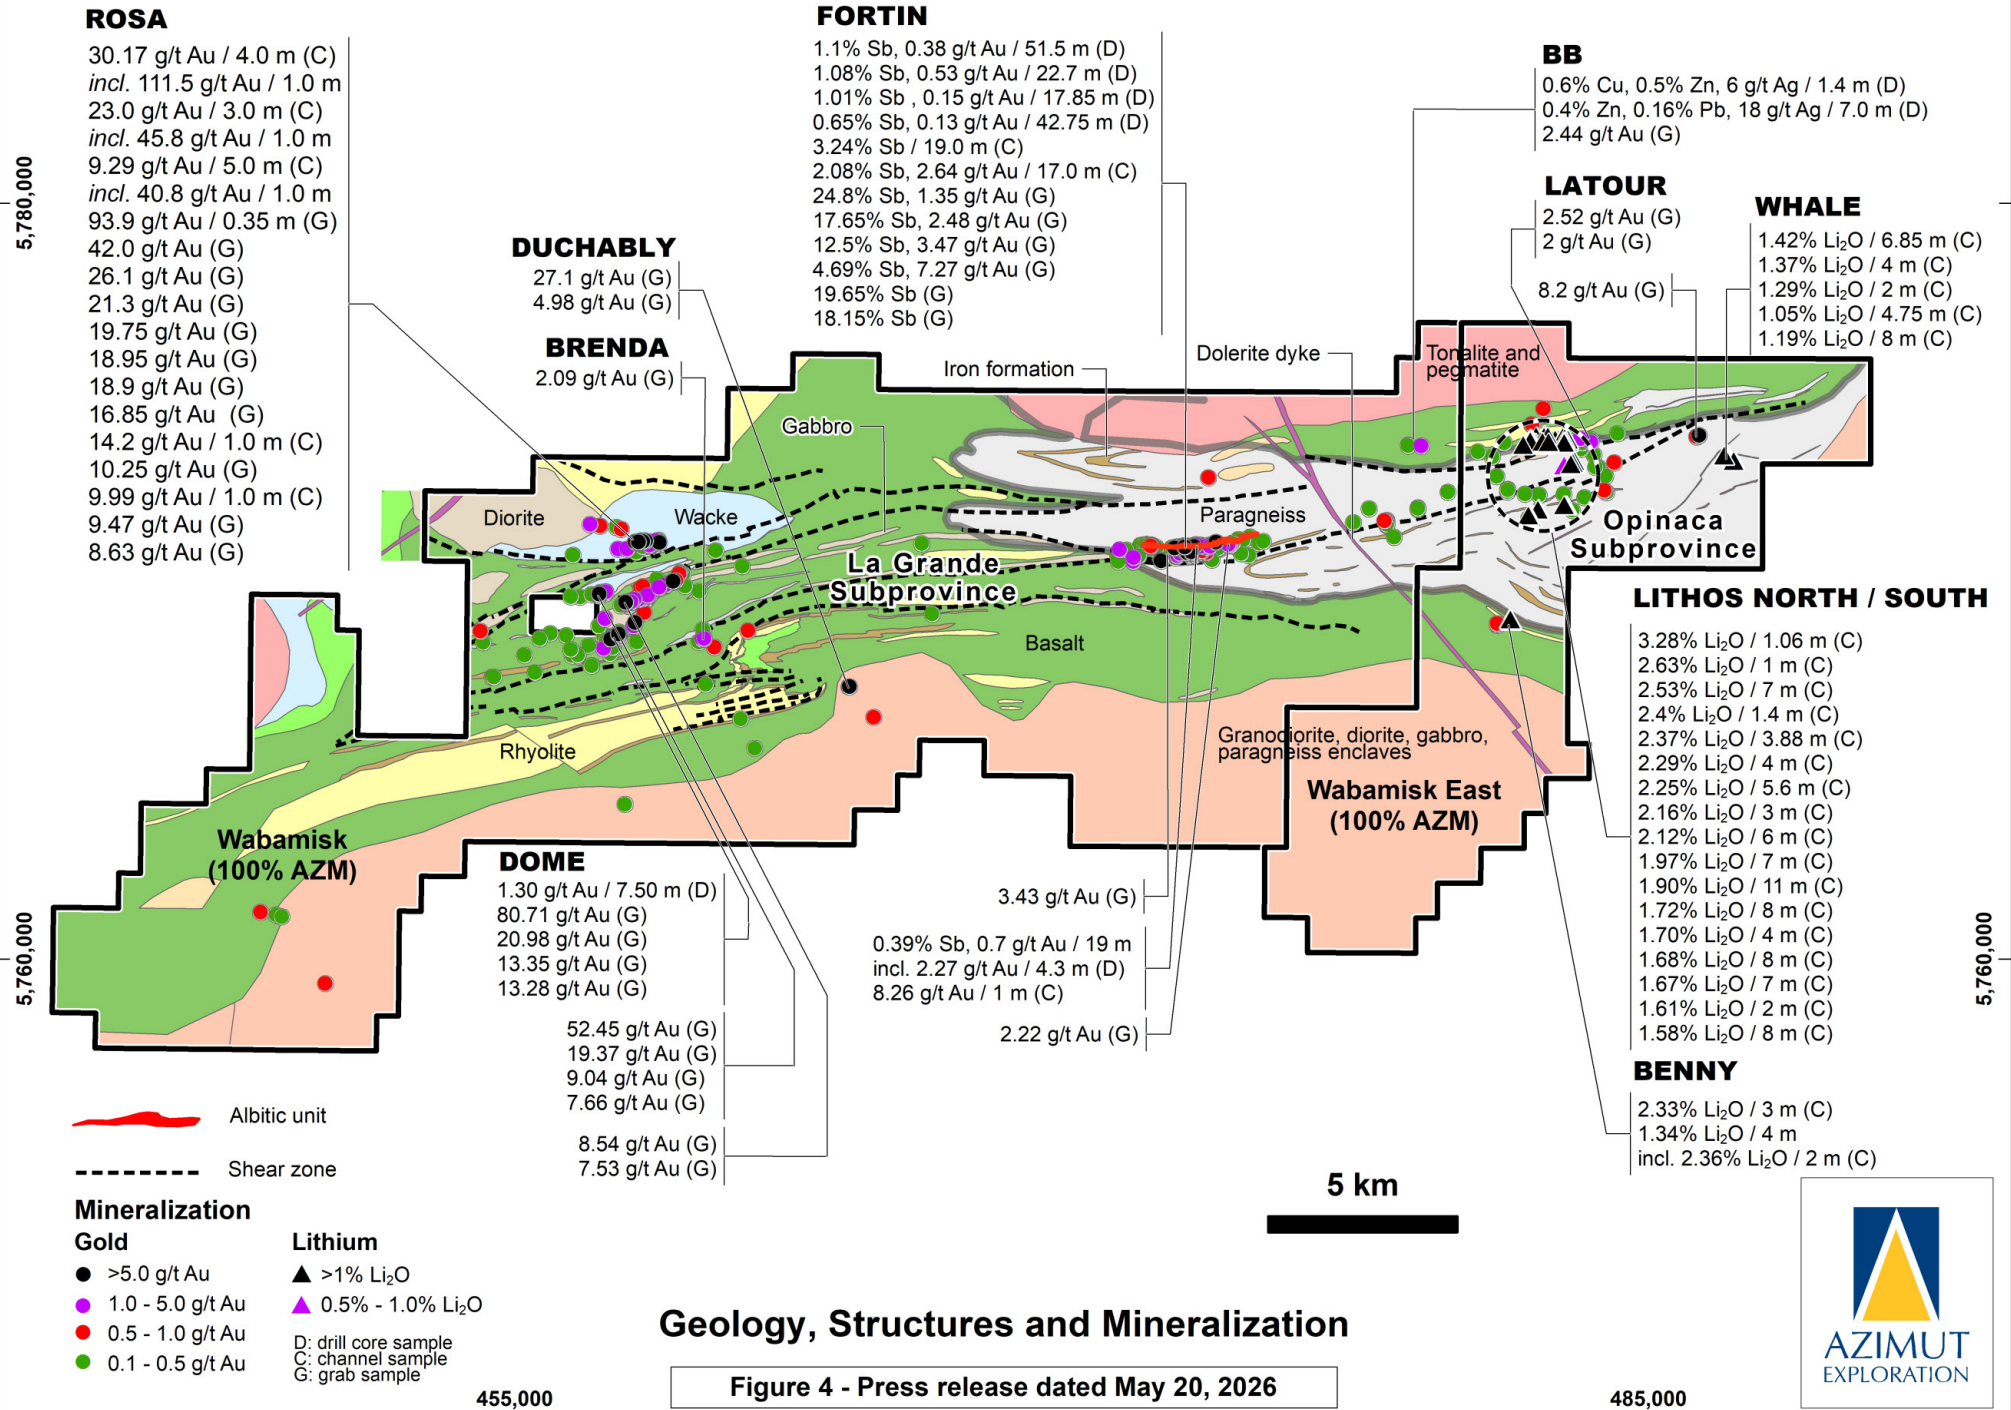 ROSA
30.17 g/t Au / 4.0 m (C)
incl. 111.5 g/t Au / 1.0 m
23.0 g/t Au / 3.0 m (C)
incl. 45.8 g/t Au / 1.0 m
9.29 g/t Au / 5.0 m (C)
incl. 40.8 g/t Au / 1.0 m
93.9 g/t Au / 0.35 m (G)
42.0 g/t Au (G)
26.1 g/t Au (G)
21.3 g/t Au (G)
19.75 g/t Au (G)
18.95 g/t Au (G)
18.9 g/t Au (G)
16.85 g/t Au (G)
14.2 g/t Au / 1.0 m (C)
10.25 g/t Au (G)
9.99 g/t Au / 1.0 m (C)
9.47 g/t Au (G)
8.63 g/t Au (G)
DUCHABLY
27.1 g/t Au (G)
4.98 g/t Au (G)
BRENDA
2.09 g/t Au (G)
FORTIN
1.1% Sb, 0.38 g/t Au / 51.5 m (D)
1.08% Sb, 0.53 g/t Au / 22.7 m (D)
1.01% Sb , 0.15 g/t Au / 17.85 m (D)
0.65% Sb, 0.13 g/t Au / 42.75 m (D)
3.24% Sb / 19.0 m (C)
2.08% Sb, 2.64 g/t Au / 17.0 m (C)
24.8% Sb, 1.35 g/t Au (G)
17.65% Sb, 2.48 g/t Au (G)
12.5% Sb, 3.47 g/t Au (G)
4.69% Sb, 7.27 g/t Au (G)
19.65% Sb (G)
18.15% Sb (G)
BB
0.6% Cu, 0.5% Zn, 6 g/t Ag / 1.4 m (D)
0.4% Zn, 0.16% Pb, 18 g/t Ag / 7.0 m (D)
2.44 g/t Au (G)
LATOUR
2.52 g/t Au (G)
2 g/t Au (G)
8.2 g/t Au (G)
WHALE
1.42% Li₂O / 6.85 m (C)
1.37% Li₂O / 4 m (C)
1.29% Li₂O / 2 m (C)
1.05% Li₂O / 4.75 m (C)
1.19% Li₂O / 8 m (C)
5,780,000
Iron formation
Dolerite dyke
Tonalite and
pegmatite
Gabbro
Diorite
Wacke
Paragneiss
La Grande
Subprovince
Opinaca
Subprovince
Basalt
Rhyolite
Granodiorite, diorite, gabbro,
paragneiss enclaves
Wabamisk East
(100% AZM)
Wabamisk
(100% AZM)
5,760,000
5,760,000
LITHOS NORTH / SOUTH
3.28% Li₂O / 1.06 m (C)
2.63% Li₂O / 1 m (C)
2.53% Li₂O / 7 m (C)
2.4% Li₂O / 1.4 m (C)
2.37% Li₂O / 3.88 m (C)
2.29% Li₂O / 4 m (C)
2.25% Li₂O / 5.6 m (C)
2.16% Li₂O / 3 m (C)
2.12% Li₂O / 6 m (C)
1.97% Li₂O / 7 m (C)
1.90% Li₂O / 11 m (C)
1.72% Li₂O / 8 m (C)
1.70% Li₂O / 4 m (C)
1.68% Li₂O / 8 m (C)
1.67% Li₂O / 7 m (C)
1.61% Li₂O / 2 m (C)
1.58% Li₂O / 8 m (C)
BENNY
2.33% Li₂O / 3 m (C)
1.34% Li₂O / 4 m
incl. 2.36% Li₂O / 2 m (C)
DOME
1.30 g/t Au / 7.50 m (D)
80.71 g/t Au (G)
20.98 g/t Au (G)
13.35 g/t Au (G)
13.28 g/t Au (G)
52.45 g/t Au (G)
19.37 g/t Au (G)
9.04 g/t Au (G)
7.66 g/t Au (G)
8.54 g/t Au (G)
7.53 g/t Au (G)
3.43 g/t Au (G)
0.39% Sb, 0.7 g/t Au / 19 m
incl. 2.27 g/t Au / 4.3 m (D)
8.26 g/t Au / 1 m (C)
2.22 g/t Au (G)
Albitic unit
Shear zone
Mineralization
Gold
>5.0 g/t Au
1.0 - 5.0 g/t Au
0.5 - 1.0 g/t Au
0.1 - 0.5 g/t Au
Lithium
>1% Li₂O
0.5% - 1.0% Li₂O
D: drill core sample
C: channel sample
G: grab sample
5 km
Geology, Structures and Mineralization
Figure 4 - Press release dated May 20, 2026
455,000
485,000
AZIMUT
EXPLORATION